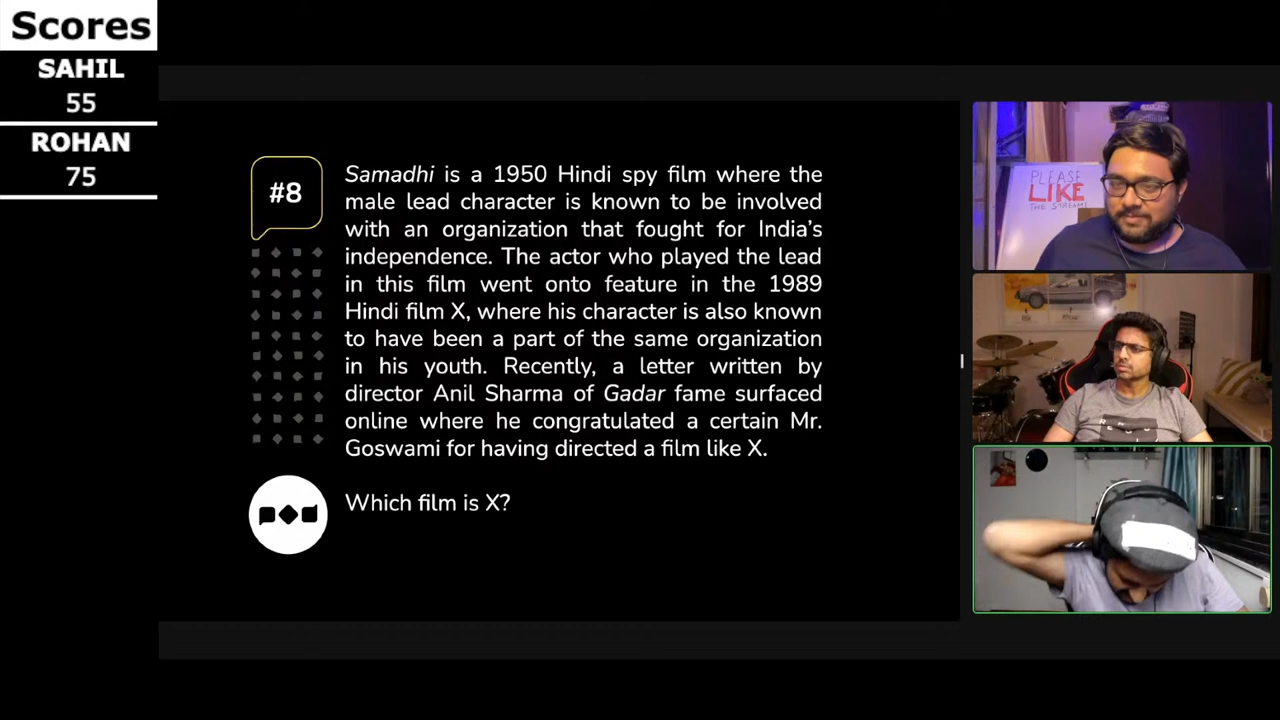 Scores
SAHIL
55
ROHAN
75
#8
Samadhi is a 1950 Hindi spy film where the
male lead character is known to be involved
with an organization that fought for India's
independence. The actor who played the lead
in this film went onto feature in the 1989
Hindi film X, where his character is also known
to have been a part of the same organization
in his youth. Recently, a letter written by
director Anil Sharma of Gadar fame surfaced
online where he congratulated a certain Mr.
Goswami for having directed a film like X.
Which film is X?
PLEASE
LIKE
THE STREAM!